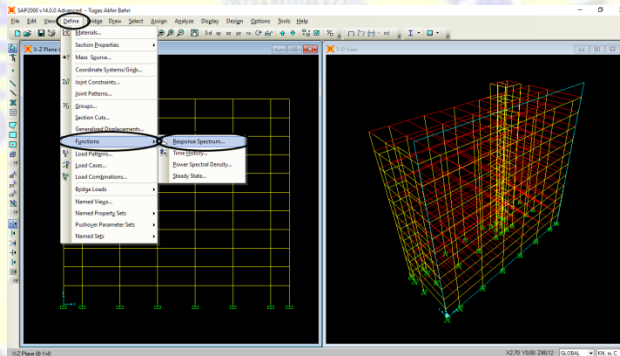 SAP2000 v14.0.0 Advanced - Tugas Akhir Bahri
File Edit View Define Bridge Draw Select Assign Analyze Display Design Options Tools Help
X-Z Plane
3-D View
Materials...
Section Properties
Mass Source...
Coordinate Systems/Grids...
Joint Constraints...
Joint Patterns...
Groups...
Section Cuts...
Generalized Displacements...
Functions
Response Spectrum...
Time History...
Power Spectral Density...
Steady State...
Load Patterns...
Load Cases...
Load Combinations...
Bridge Loads
Named Views...
Named Property Sets
Pushover Parameter Sets
Named Sets
X-Z Plane @ Y=0
GLOBAL
KN, m, C